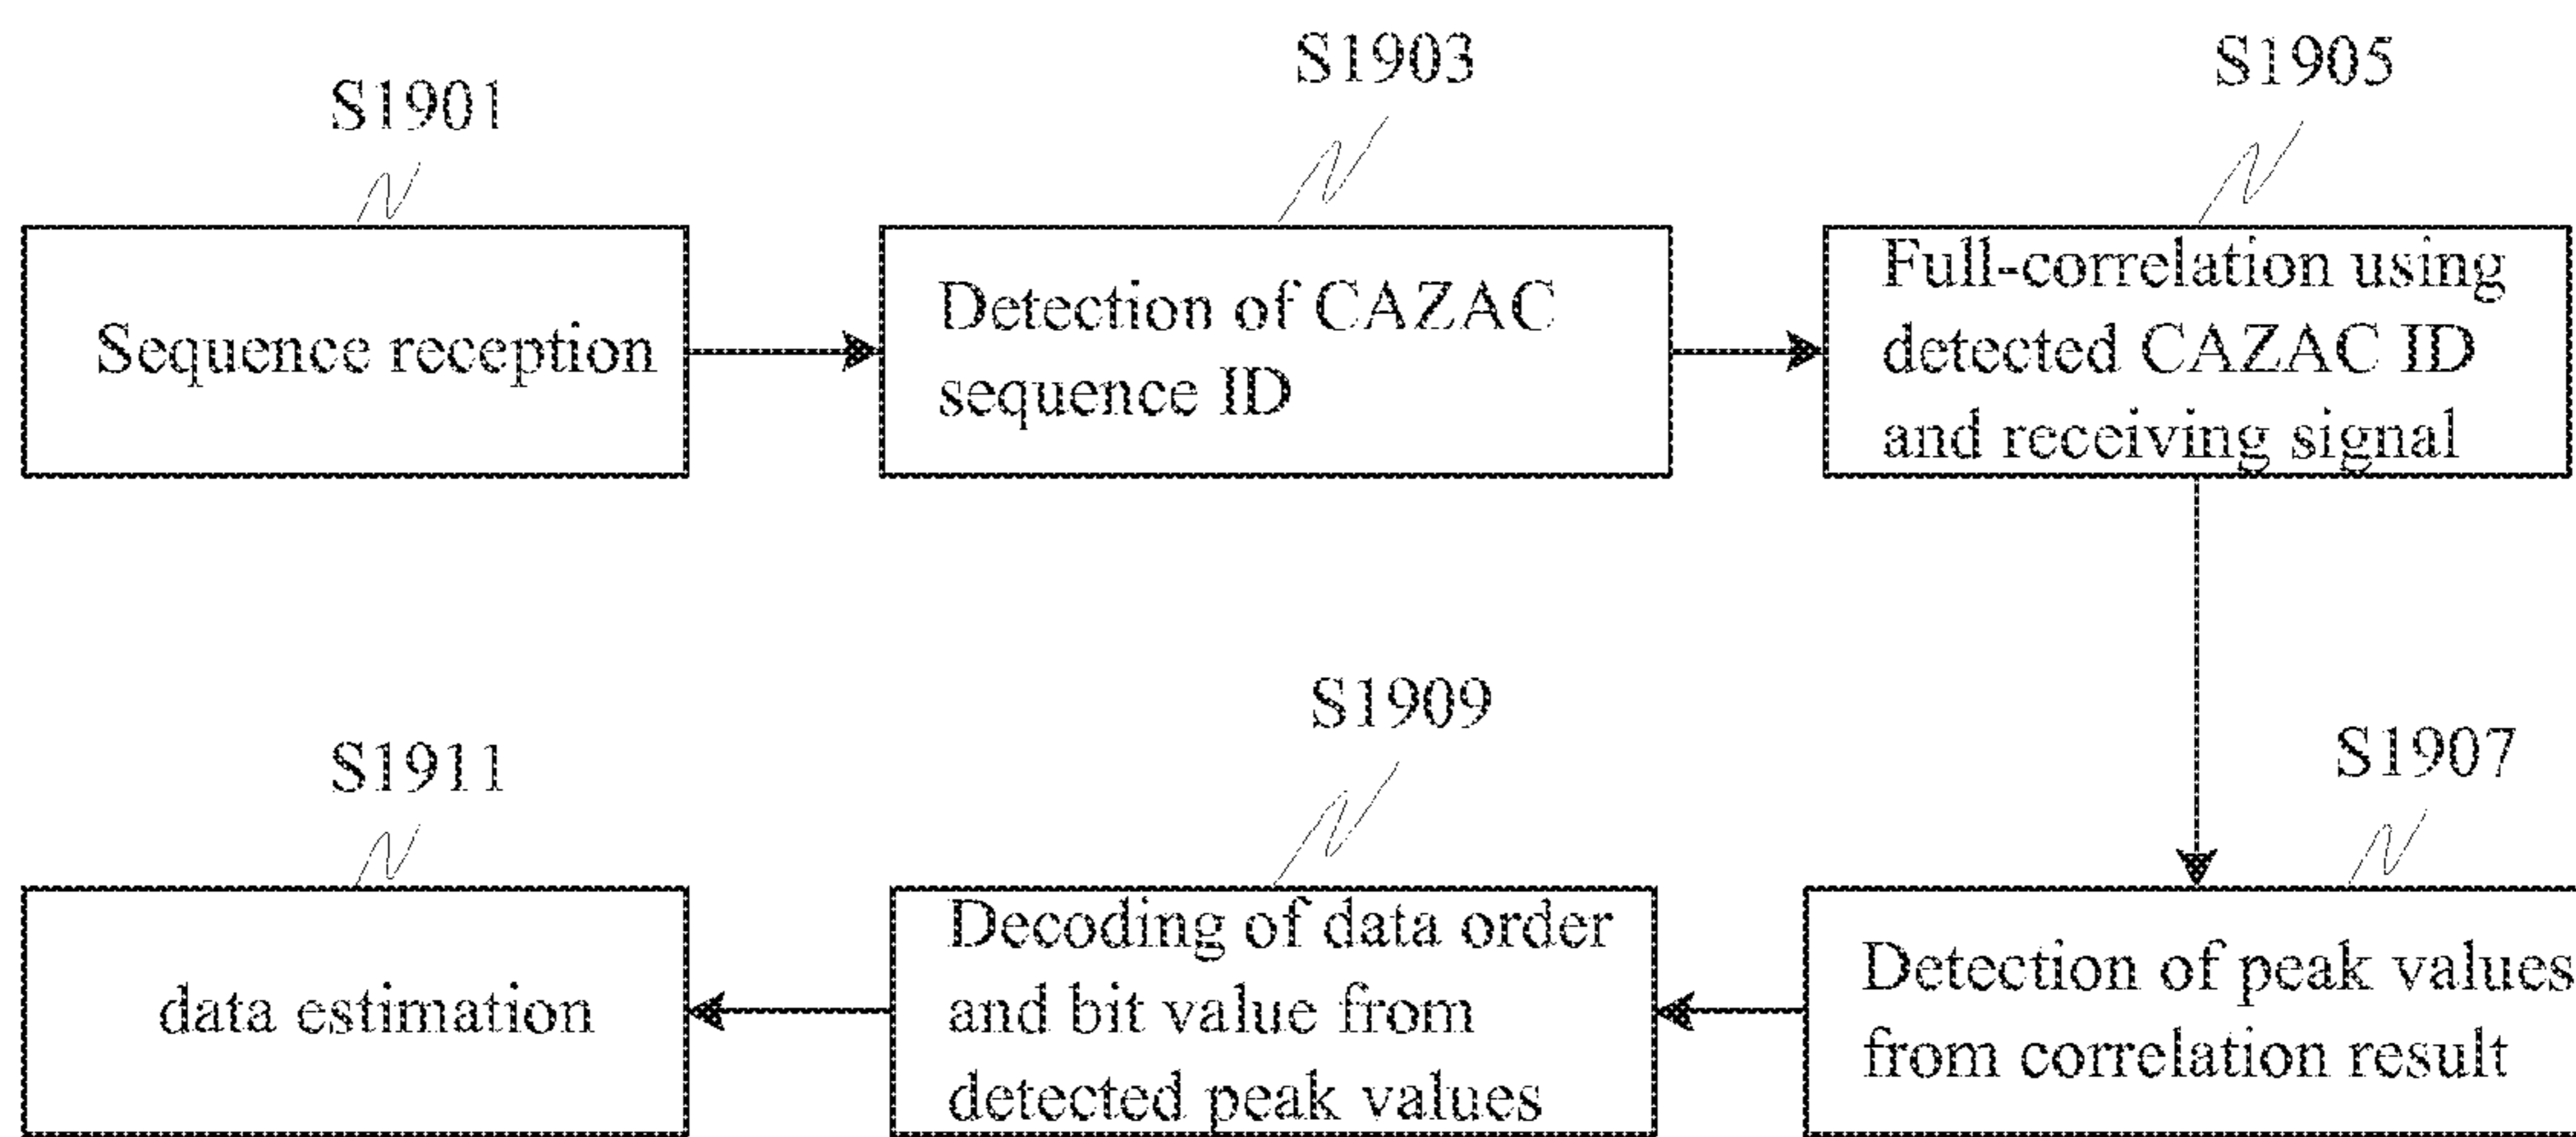 S1901
Sequence reception
S1903
Detection of CAZAC
sequence ID
S1905
Full-correlation using
detected CAZAC ID
and receiving signal
S1907
Detection of peak values
from correlation result
S1909
Decoding of data order
and bit value from
detected peak values
S1911
data estimation